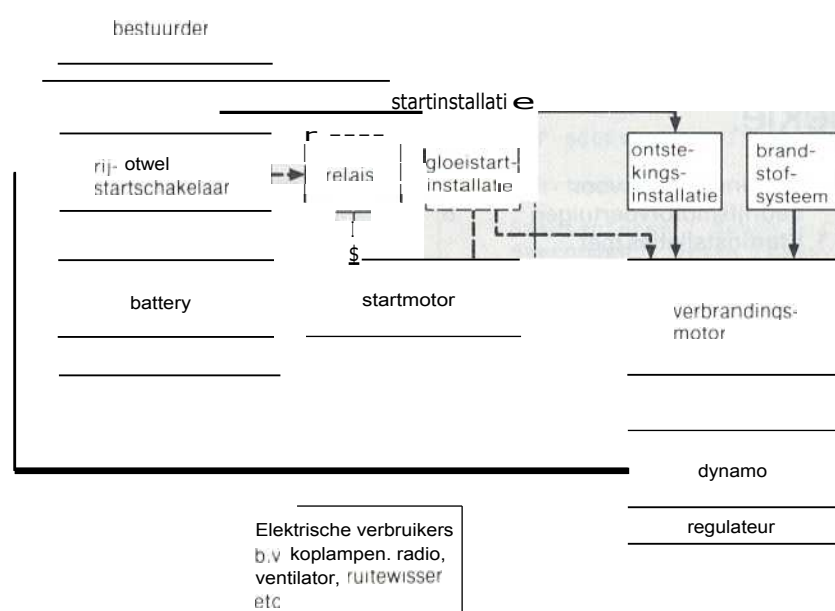 bestuurder
startinstallatie
rij- otwel
startschakelaar
relais
gloeistart-
installatie
ontste-
kings-
installatie
brand-
stof-
systeem
$
battery
startmotor
verbrandings-
motor
dynamo
regulateur
Elektrische verbruikers
b.v koplampen. radio,
ventilator, ruitewisser
etc